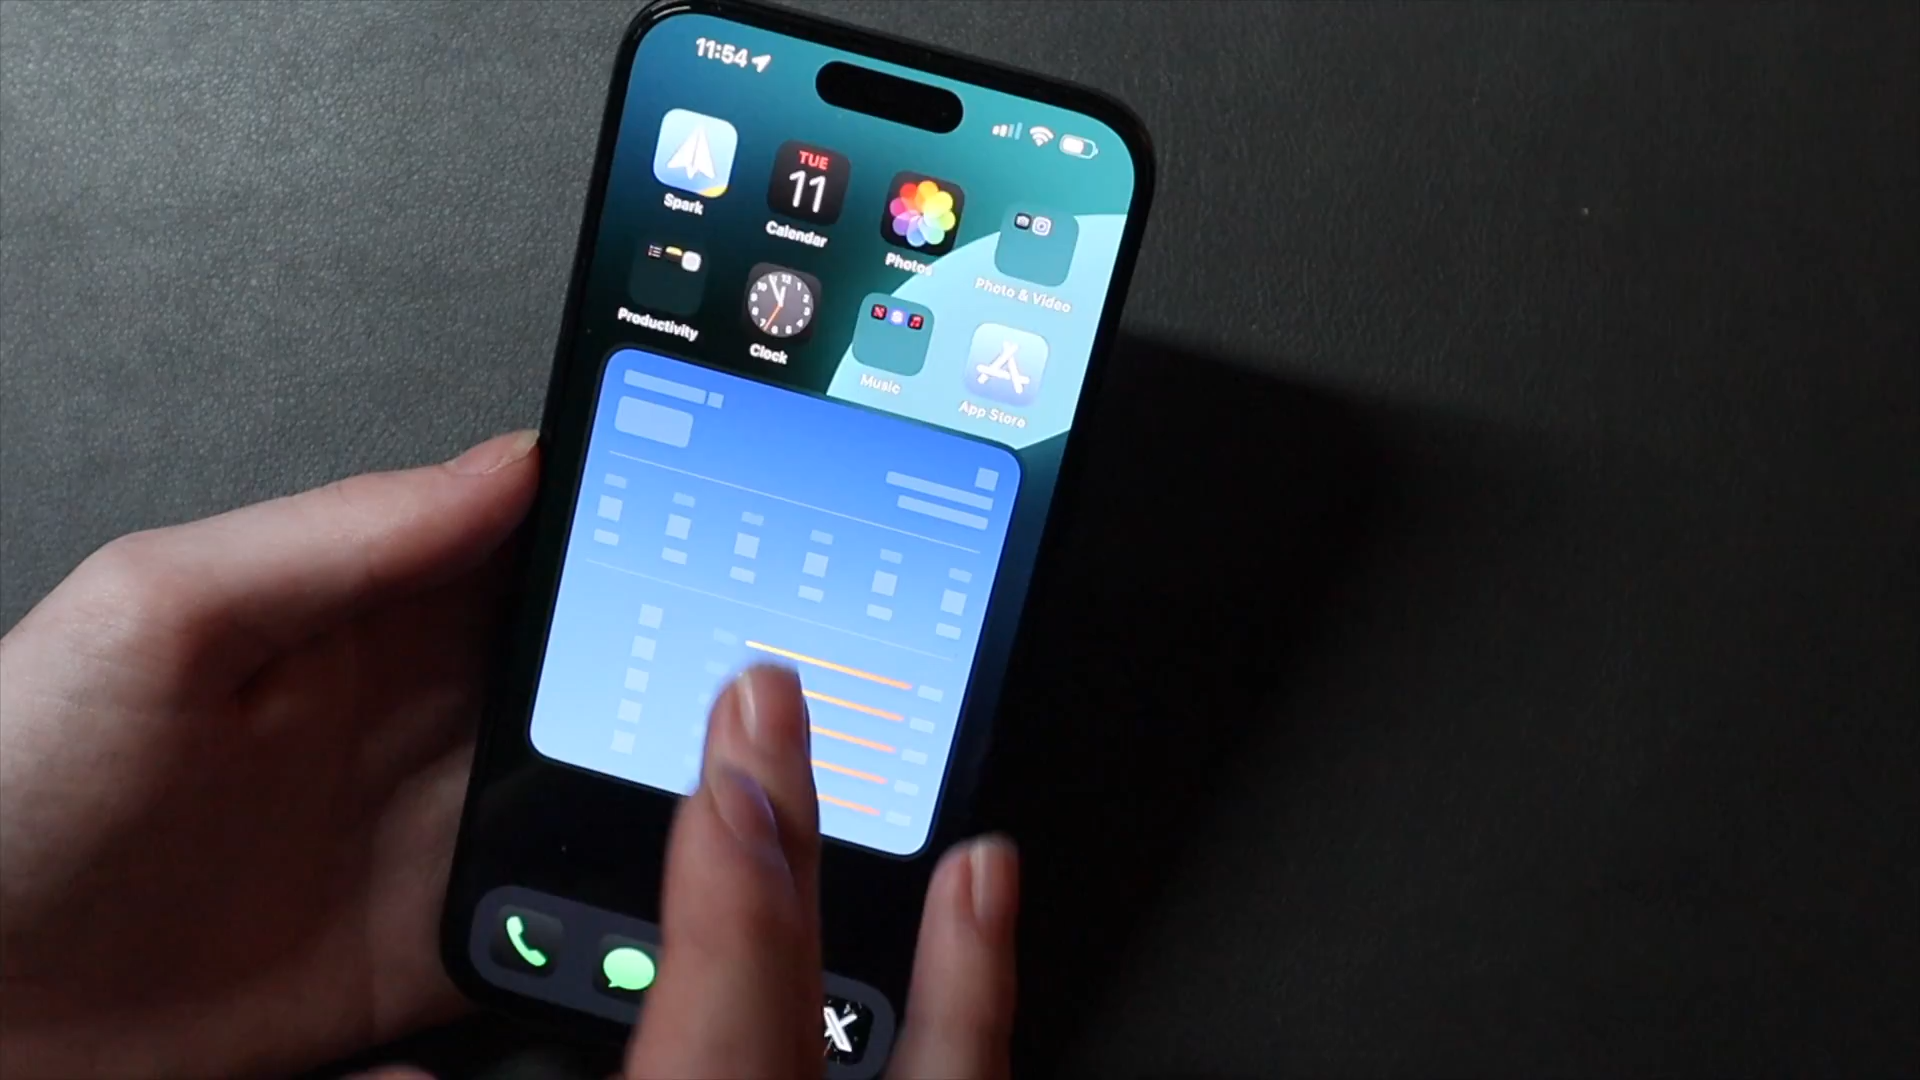 11:54
Spark
TUE
11
Calendar
Photos
Photo & Video
Productivity
Clock
Music
App Store